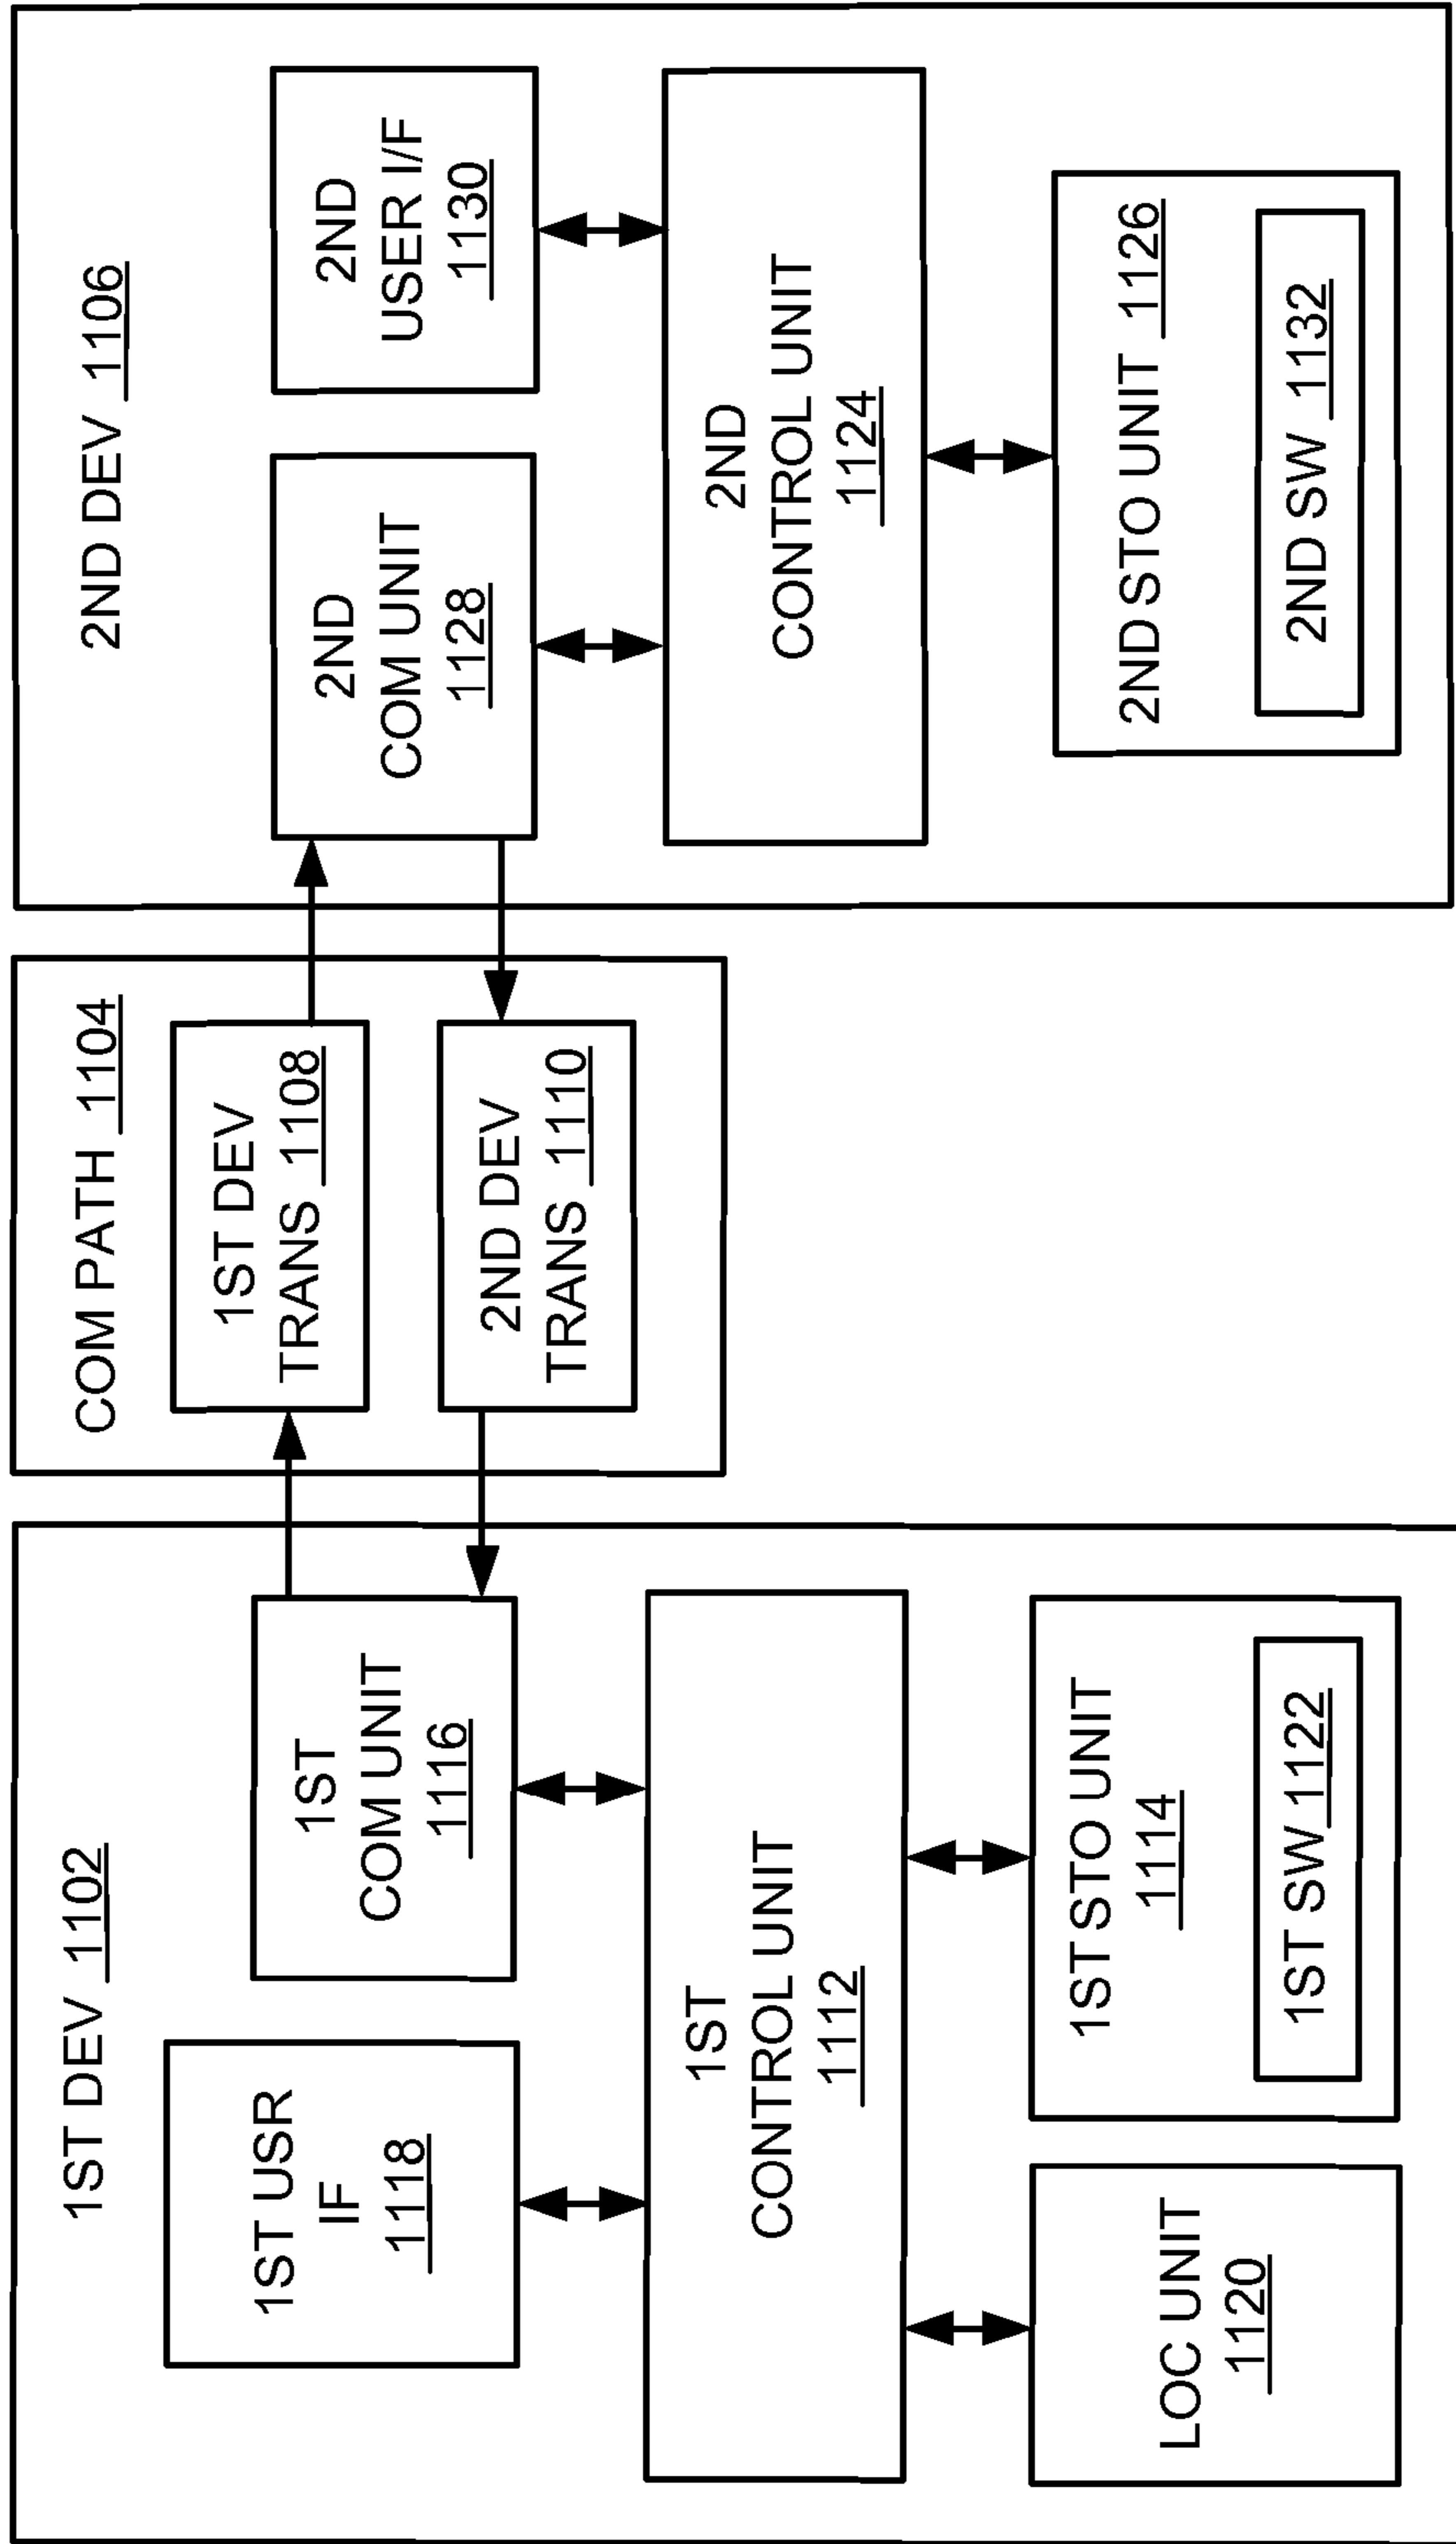 1ST DEV 1102
1ST USR
IF
1118
1ST
COM UNIT
1116
1ST
CONTROL UNIT
1112
LOC UNIT
1120
1ST STO UNIT
1114
1ST SW 1122
COM PATH 1104
1ST DEV
TRANS 1108
2ND DEV
TRANS 1110
2ND DEV 1106
2ND
COM UNIT
1128
2ND
USER I/F
1130
2ND
CONTROL UNIT
1124
2ND STO UNIT 1126
2ND SW 1132